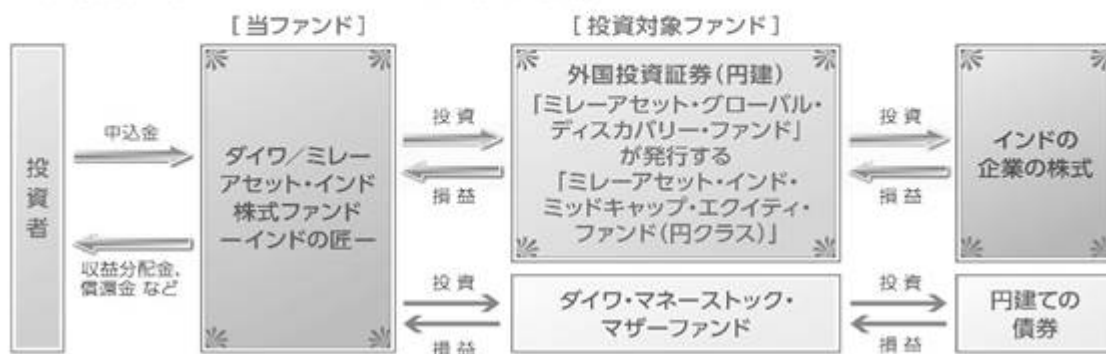 [当ファンド]
[投資対象ファンド]
投資者
申込金
収益分配金、
償還金 など
ダイワ/ミレー
アセット・インド
株式ファンド
ーインドの匠ー
投資
損益
外国投資証券(円建)
「ミレーアセット・グローバル・
ディスカバリー・ファンド」
が発行する
「ミレーアセット・インド・
ミッドキャップ・エクイティ・
ファンド(円クラス)」
投資
損益
インドの
企業の株式
投資
損益
ダイワ・マネーストック・
マザーファンド
投資
損益
円建ての
債券